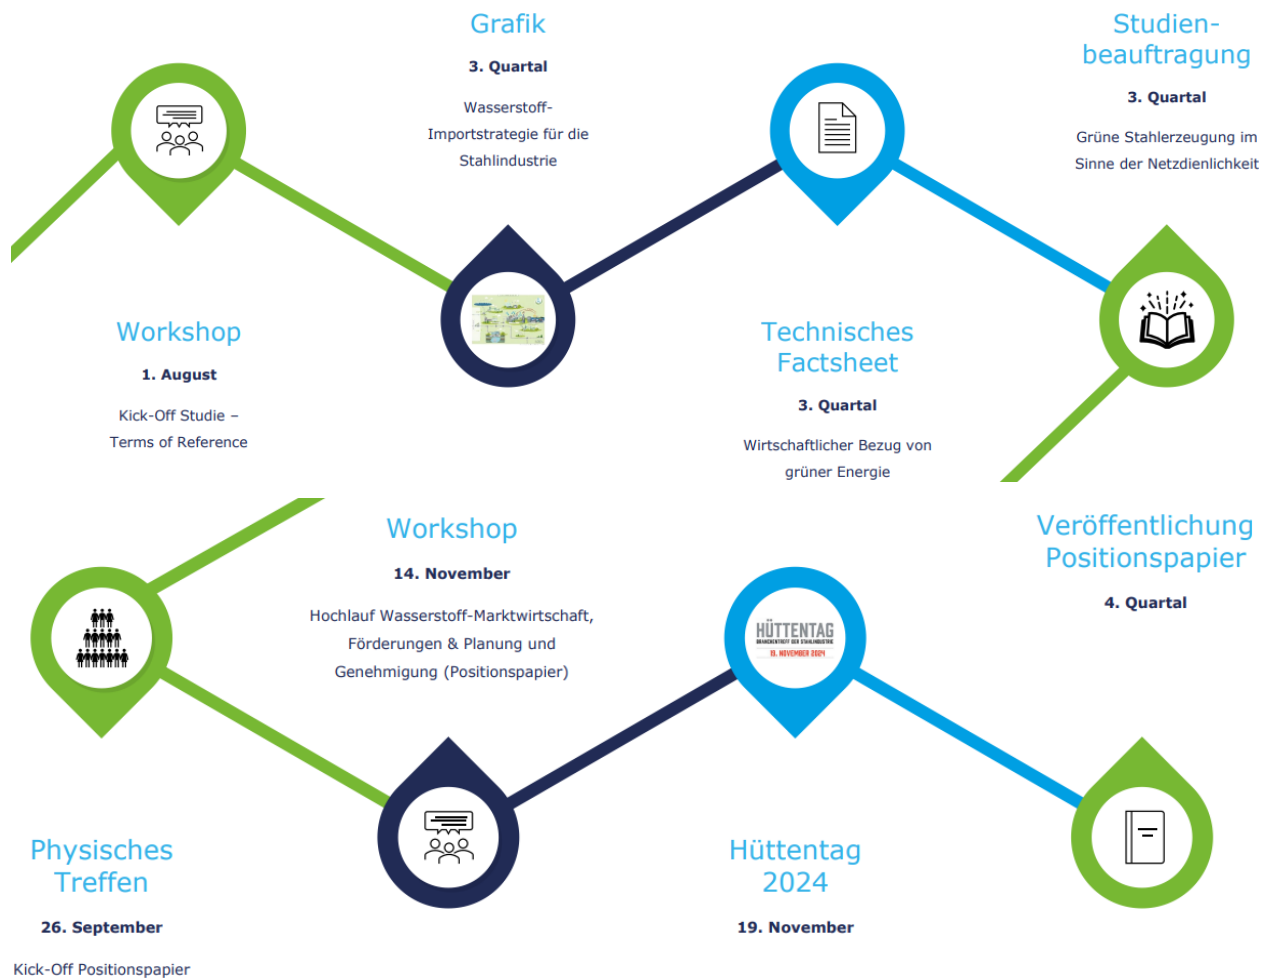 Grafik
3. Quartal
Wasserstoff-
Importstrategie für die
Stahlindustrie
Studien-
beauftragung
3. Quartal
Grüne Stahlerzeugung im
Sinne der Netzdienlichkeit
Workshop
1. August
Kick-Off Studie –
Terms of Reference
Technisches
Factsheet
3. Quartal
Wirtschaftlicher Bezug von
grüner Energie
Workshop
14. November
Hochlauf Wasserstoff-Marktwirtschaft,
Förderungen & Planung und
Genehmigung (Positionspapier)
Veröffentlichung
Positionspapier
4. Quartal
HÜTTENTAG
BRANCHENTREFF DER STAHLINDUSTRIE
19. NOVEMBER 2024
Physisches
Treffen
26. September
Kick-Off Positionspapier
Hüttentag
2024
19. November